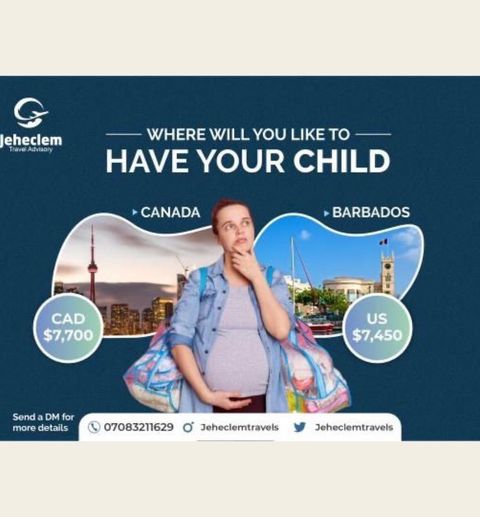 Jeheclem
Travel Advisory
WHERE WILL YOU LIKE TO
HAVE YOUR CHILD
CANADA
BARBADOS
CAD
$7,700
US
$7,450
Send a DM for
more details
07083211629
Jeheclemtravels
Jeheclemtravels